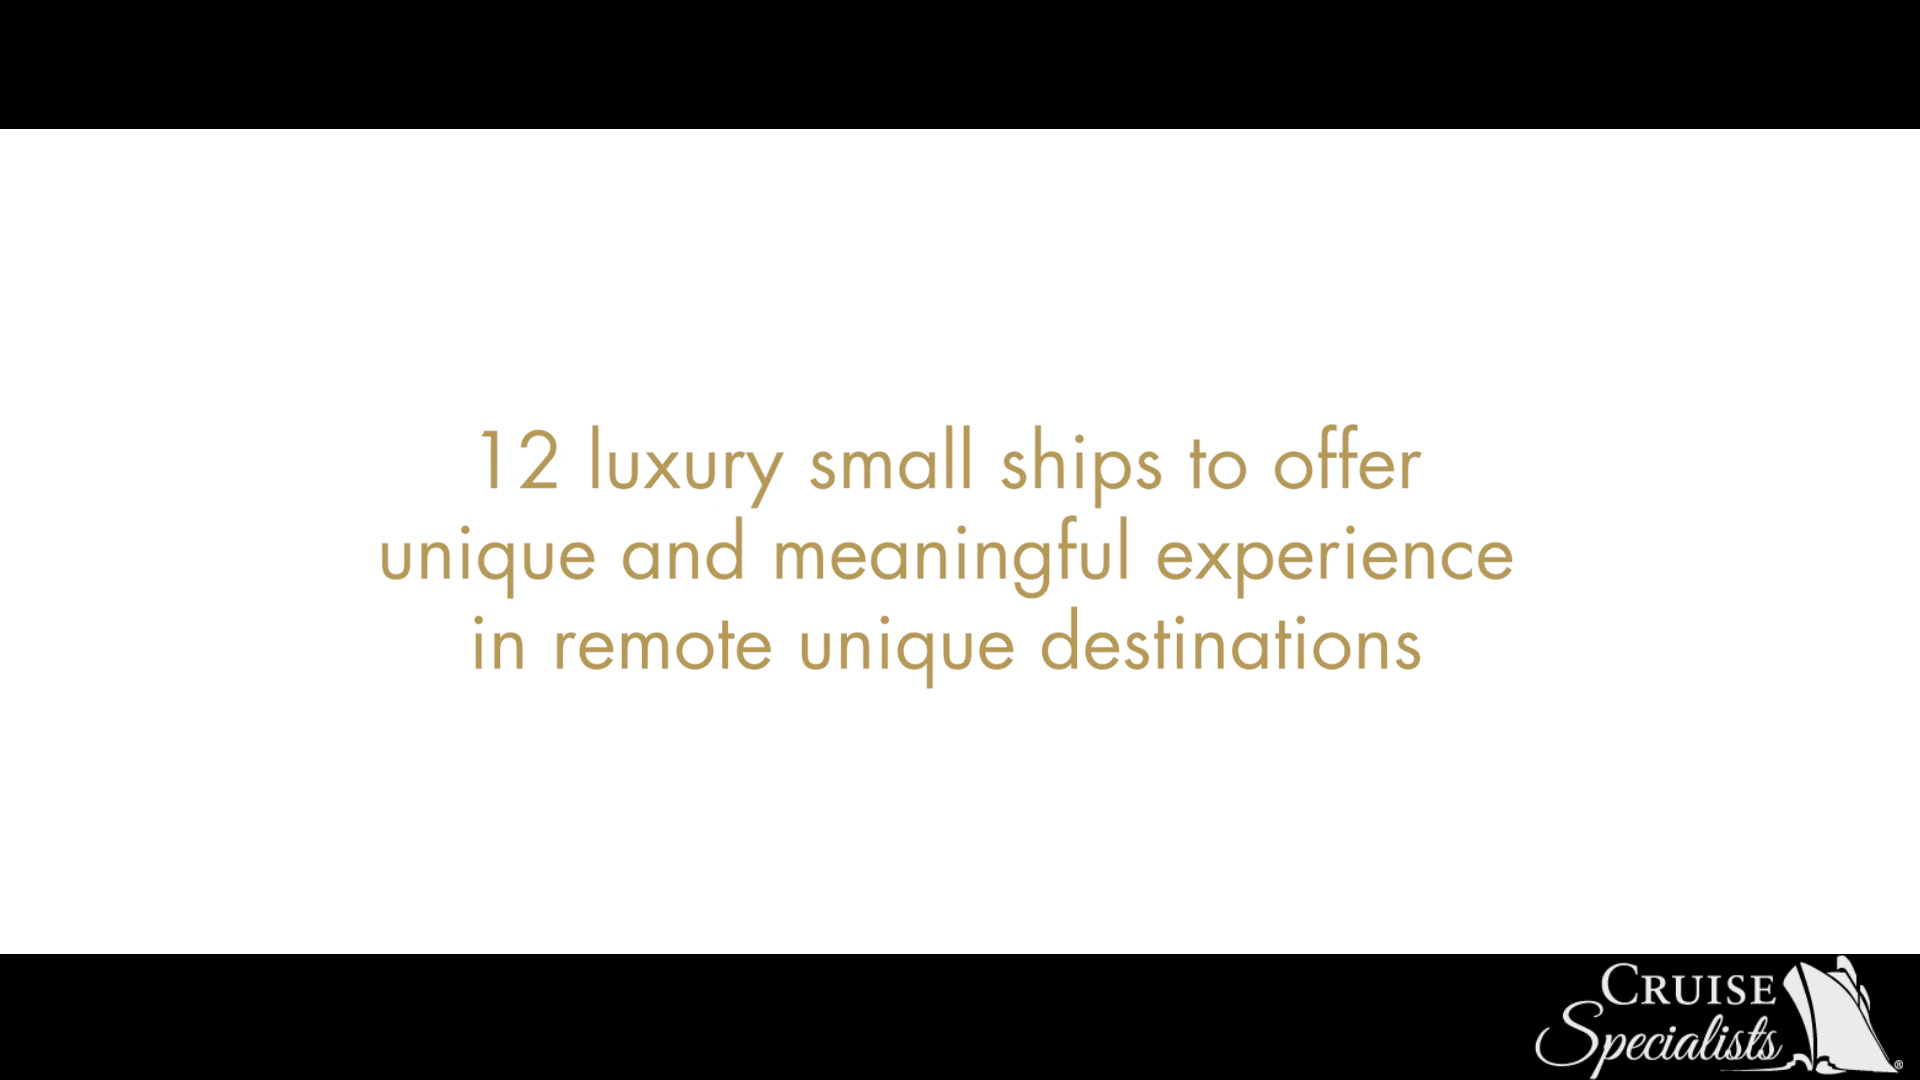 12 luxury small ships to offer
unique and meaningful experience
in remote unique destinations
CRUISE
Specialists
®